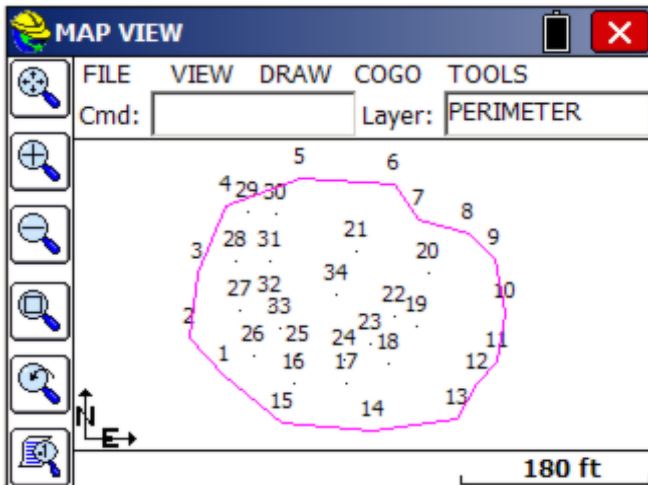 MAP VIEW
FILE VIEW DRAW COGO TOOLS
Cmd: Layer: PERIMETER
5 6
4 29 30 7
8
21 9
3 28 31 20
34
27 32 10
2 33 22 19
23
26 25 24 18 11
1 16 17 12
15 14 13
N
E
180 ft